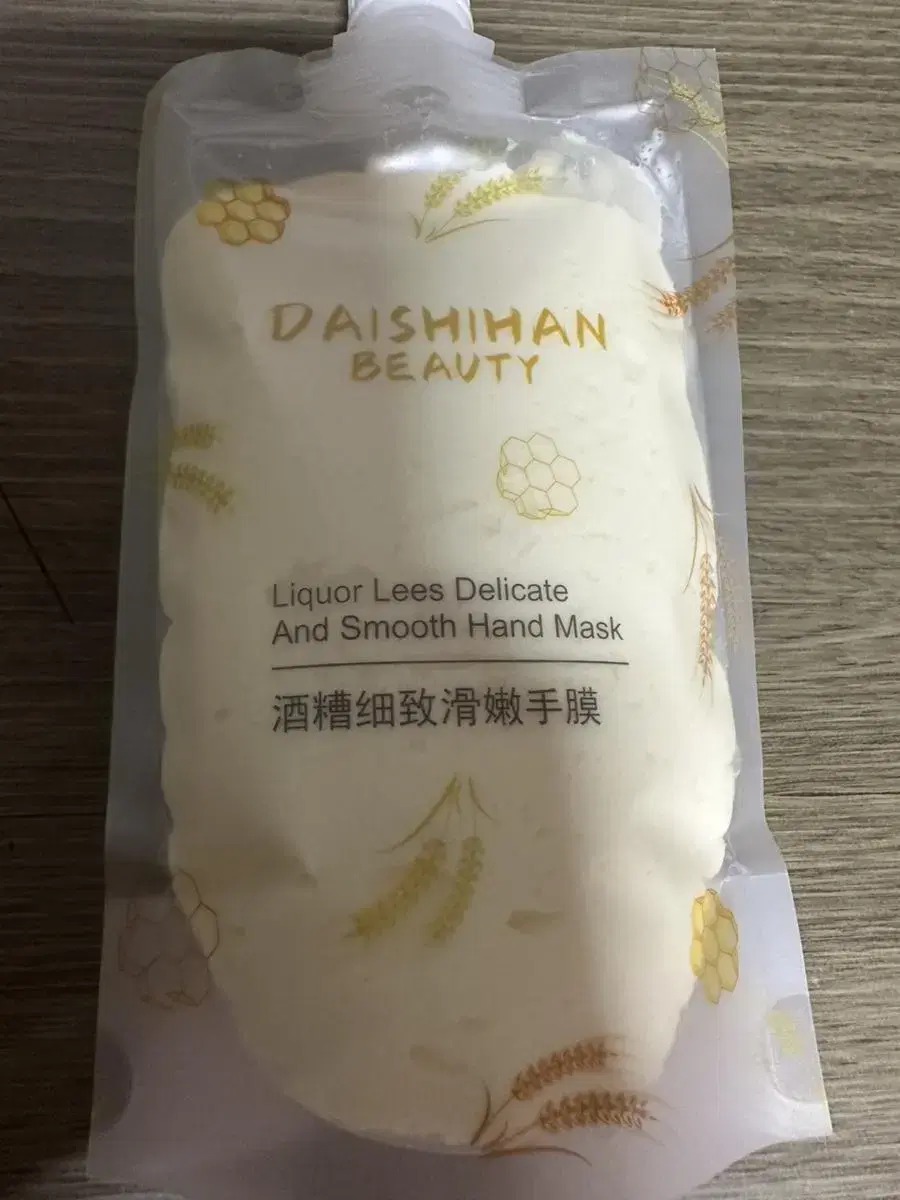 DAISHIHAN
BEAUTY
Liquor Lees Delicate
And Smooth Hand Mask
酒糟细致滑嫩手膜